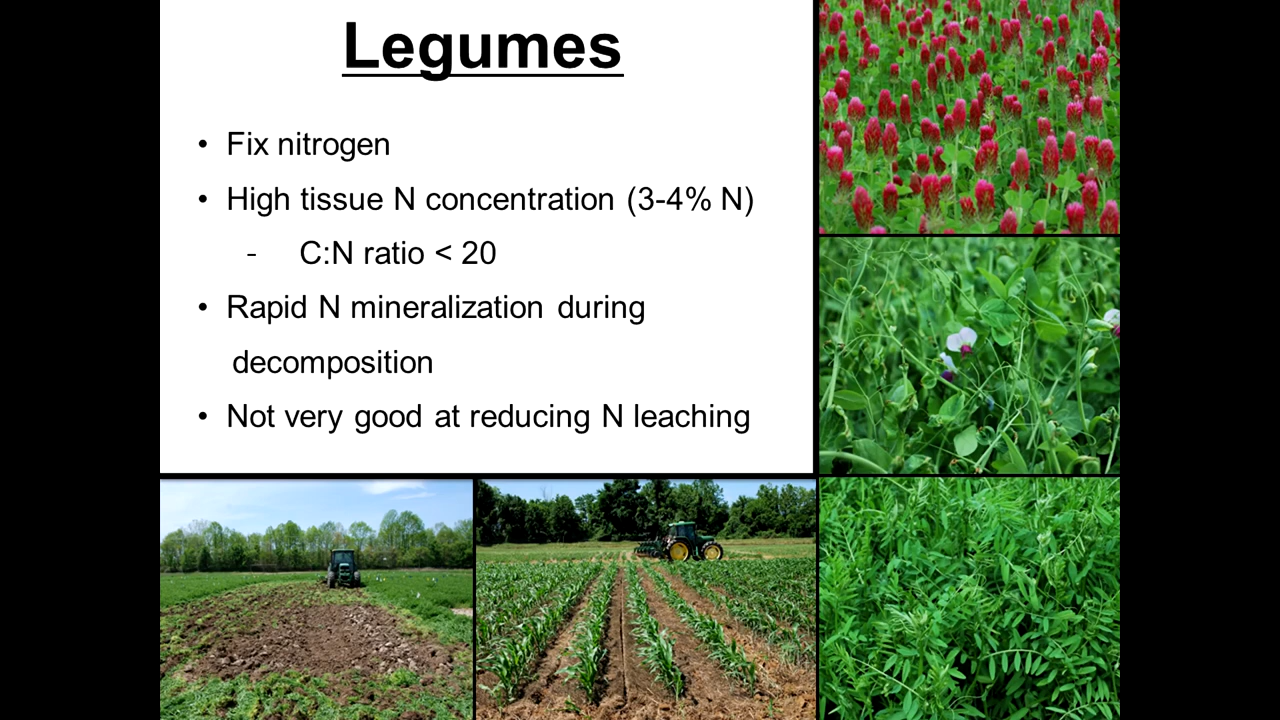 Legumes
• Fix nitrogen
• High tissue N concentration (3-4% N)
- C:N ratio < 20
• Rapid N mineralization during
decomposition
• Not very good at reducing N leaching